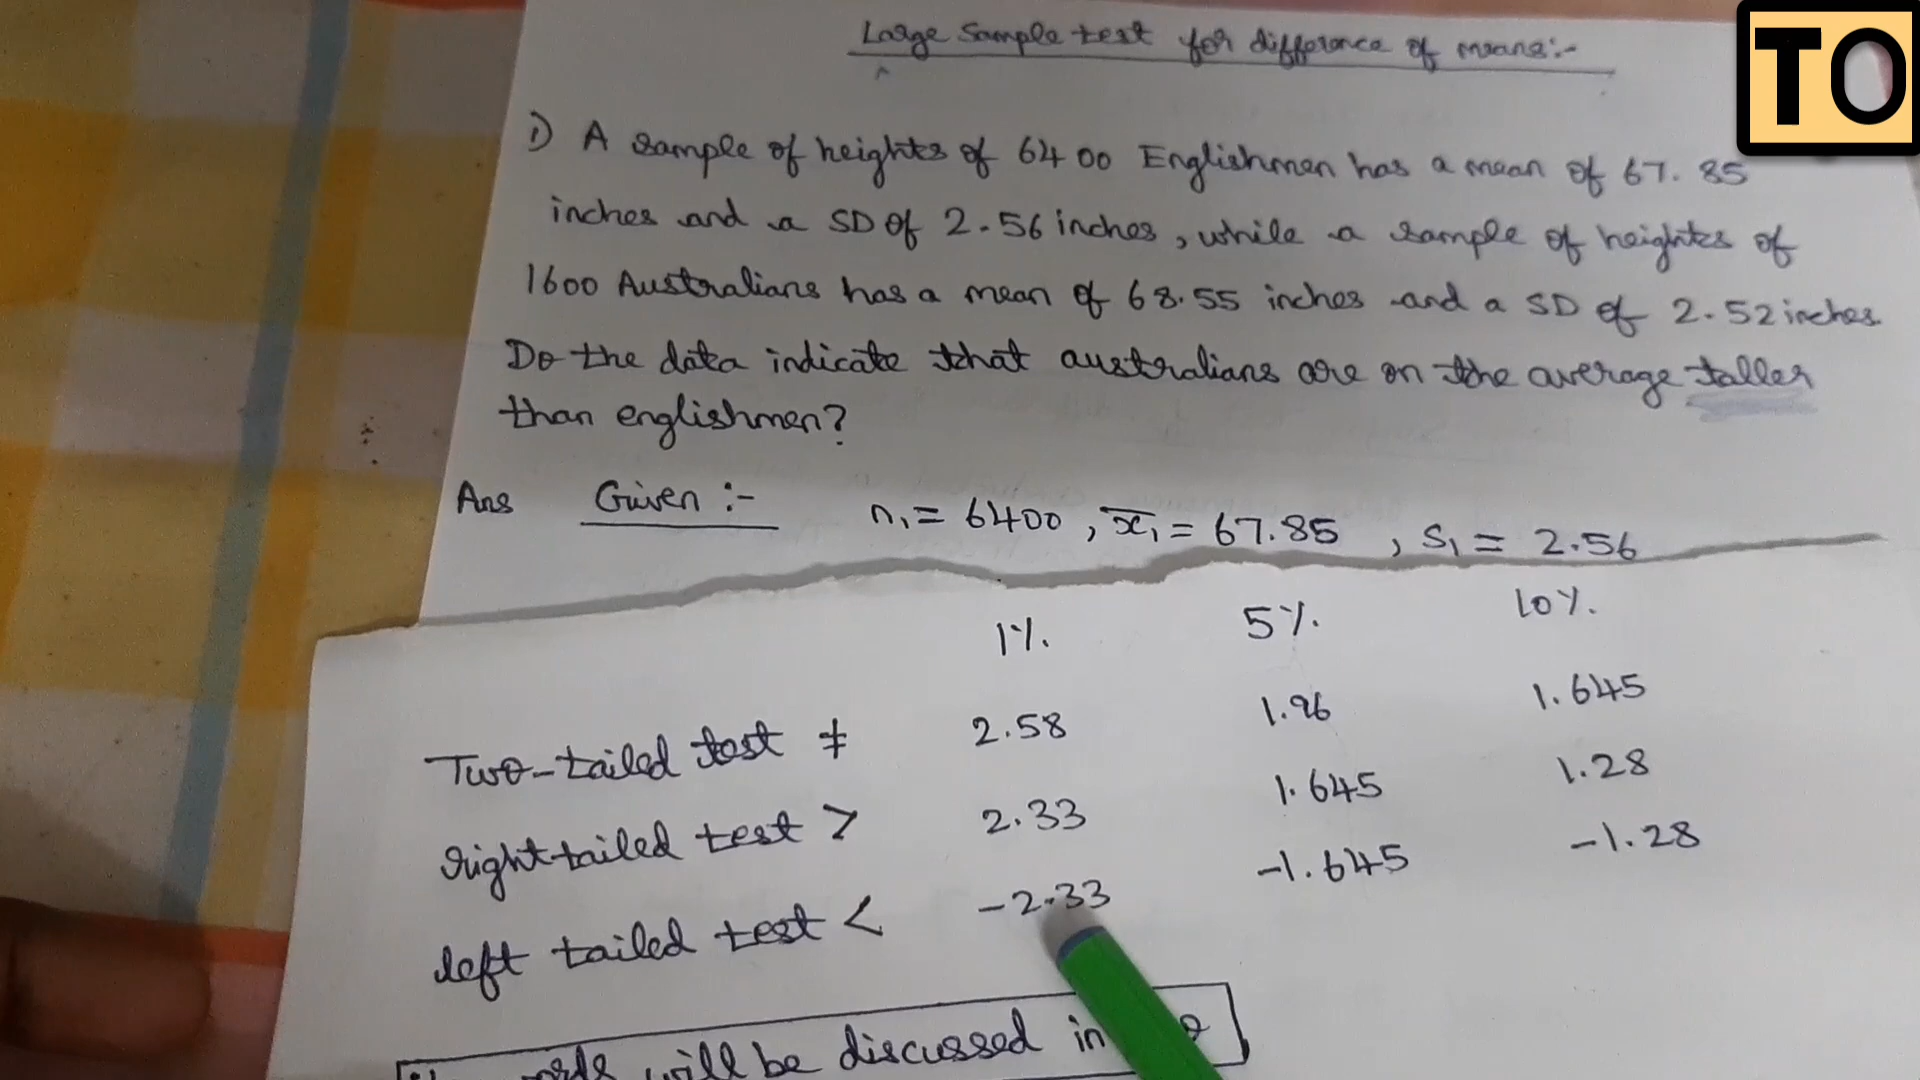 TO
Large Sample test for difference of means:-
1) A sample of heights of 6400 Englishmen has a mean of 67.85
inches and a SD of 2.56 inches, while a sample of heights of
1600 Australians has a mean of 68.55 inches and a SD of 2.52 inches.
Do the data indicate that australians are on the average taller
than englishmen?
Ans Given :- n₁ = 6400, x̄₁ = 67.85, S₁ = 2.56
1%. 5%. 10%.
Two-tailed test ≠ 2.58 1.96 1.645
right tailed test > 2.33 1.645 1.28
left tailed test < -2.33 -1.645 -1.28
will be discussed in